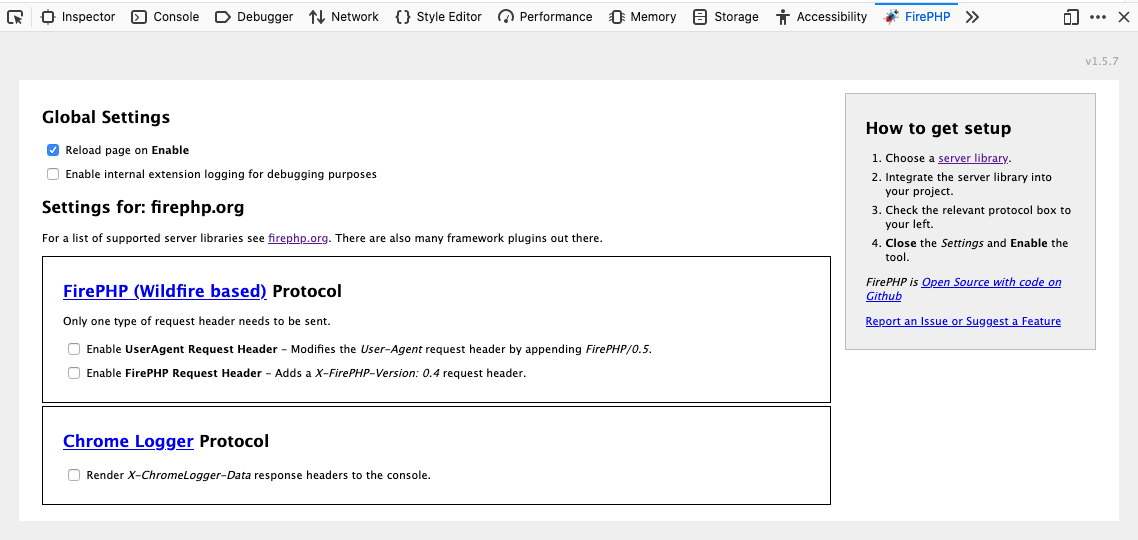 Inspector Console Debugger Network Style Editor Performance Memory Storage Accessibility FirePHP
v1.5.7
Global Settings
Reload page on Enable
Enable internal extension logging for debugging purposes
Settings for: firephp.org
For a list of supported server libraries see firephp.org. There are also many framework plugins out there.
FirePHP (Wildfire based) Protocol
Only one type of request header needs to be sent.
Enable UserAgent Request Header – Modifies the User-Agent request header by appending FirePHP/0.5.
Enable FirePHP Request Header – Adds a X-FirePHP-Version: 0.4 request header.
Chrome Logger Protocol
Render X-ChromeLogger-Data response headers to the console.
How to get setup
1. Choose a server library.
2. Integrate the server library into
your project.
3. Check the relevant protocol box to
your left.
4. Close the Settings and Enable the
tool.
FirePHP is Open Source with code on
Github
Report an Issue or Suggest a Feature